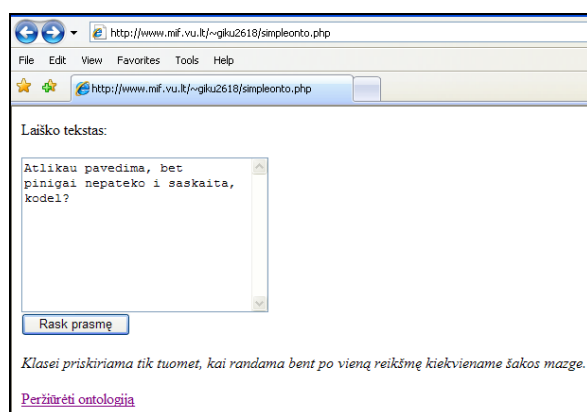 http://www.mif.vu.lt/~giku2618/simpleonto.php
File Edit View Favorites Tools Help
http://www.mif.vu.lt/~giku2618/simpleonto.php
Laiško tekstas:
Atlikau pavedima, bet
pinigai nepateko i saskaita,
kodel?
Rask prasmę
Klasei priskiriama tik tuomet, kai randama bent po vieną reikšmę kiekviename šakos mazge.
Peržiūrėti ontologiją